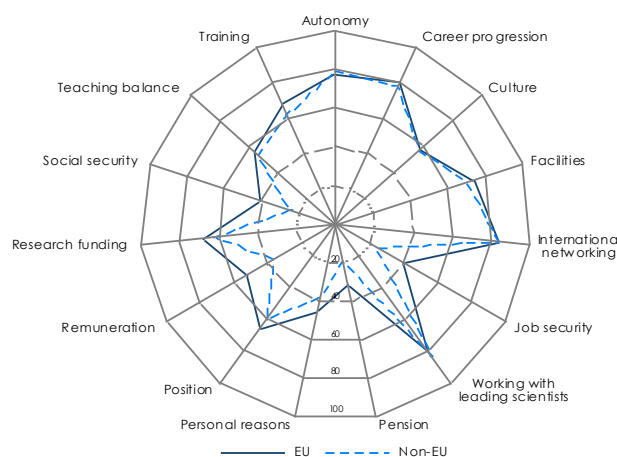 Autonomy
Training
Career progression
Teaching balance
Culture
Social security
Facilities
Research funding
Internationa
networking
20
40
Remuneration
Job security
60
80
Position
Working with
leading scientists
100
Personal reasons
Pension
EU
Non-EU